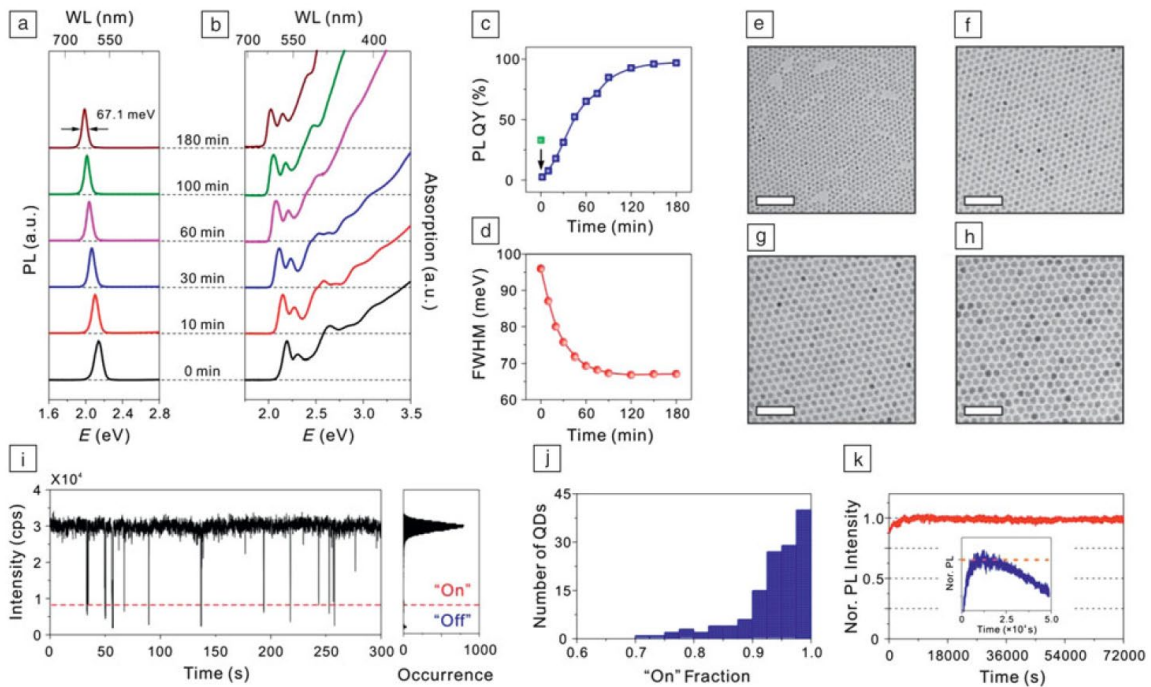 a
WL (nm)
700 550
PL (a.u.)
67.1 meV
180 min
100 min
60 min
30 min
10 min
0 min
1.6 2.0 2.4 2.8
E (eV)
b
WL (nm)
700 550 400
Absorption (a.u.)
2.0 2.5 3.0 3.5
E (eV)
c
PL QY (%)
100
50
0
0 60 120 180
Time (min)
d
FWHM (meV)
100
90
80
70
60
0 60 120 180
Time (min)
e
f
g
h
i
X10⁴
Intensity (cps)
4
3
2
1
0
0 50 100 150 200 250 300
Time (s)
"On"
"Off"
0 1000
Occurrence
j
Number of QDs
45
30
15
0
0.6 0.7 0.8 0.9 1.0
"On" Fraction
k
Nor. PL Intensity
1.0
0.5
0
0 18000 36000 54000 72000
Time (s)
Nor. PL
0 2.5 5.0